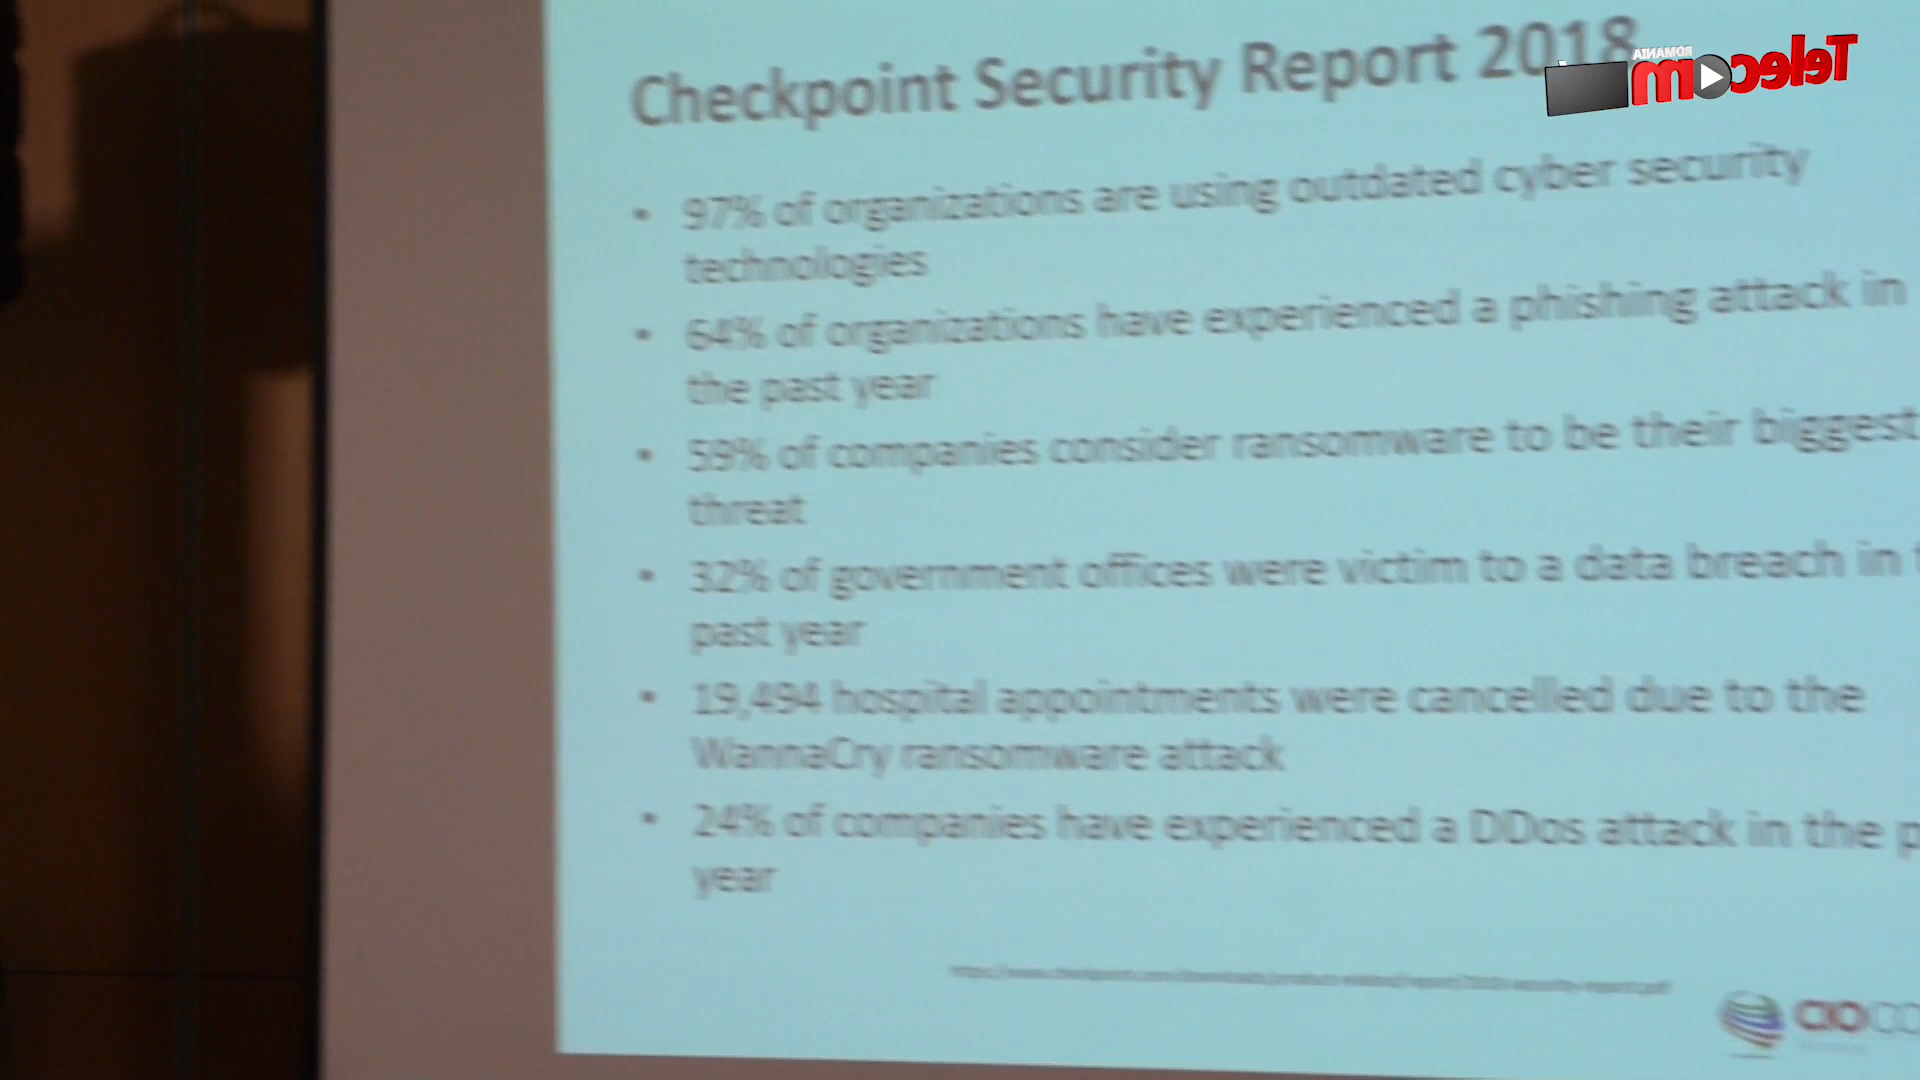 Checkpoint Security Report 2018
ROMANIA
Telecom
• 97% of organizations are using outdated cyber security
technologies
• 64% of organizations have experienced a phishing attack in
the past year
• 59% of companies consider ransomware to be their biggest
threat
• 32% of government offices were victim to a data breach in
past year
• 19,494 hospital appointments were cancelled due to the
WannaCry ransomware attack
• 24% of companies have experienced a DDos attack in the
year
CIO